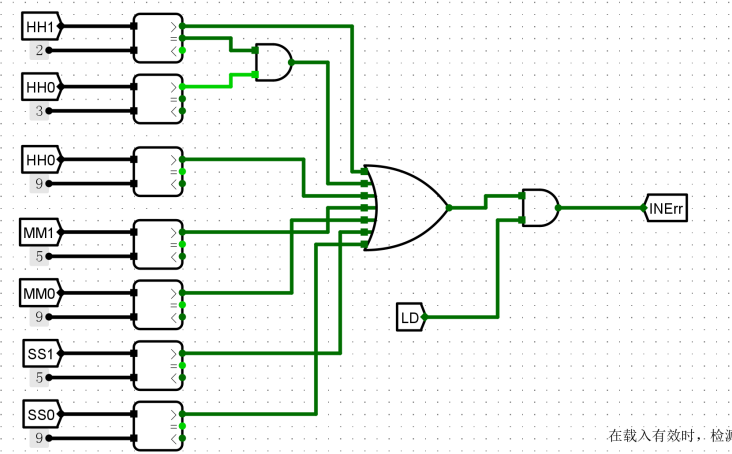 HH1
2
> = <
HH0
3
> = <
HH0
9
> = <
MM1
5
> = <
MM0
9
> = <
SS1
5
> = <
SS0
9
> = <
LD
INErr
在载入有效时，检测